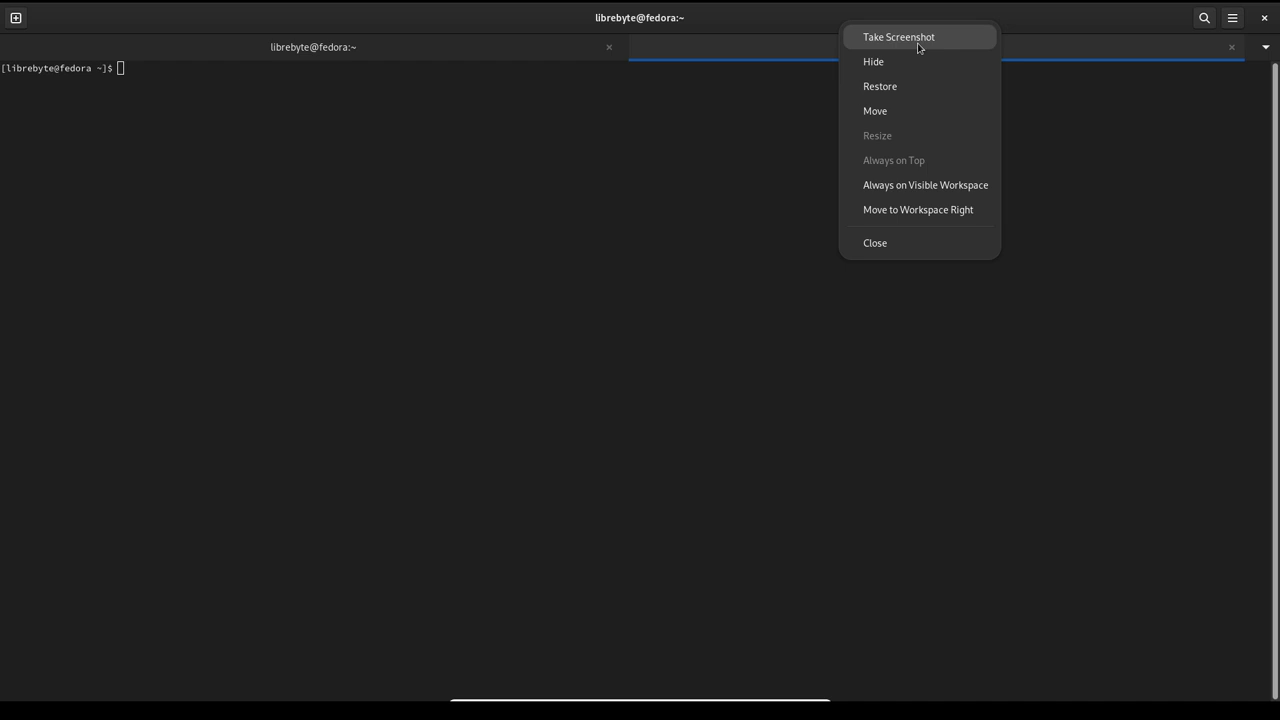 librebyte@fedora:~
librebyte@fedora:~
[librebyte@fedora ~]$
Take Screenshot
Hide
Restore
Move
Resize
Always on Top
Always on Visible Workspace
Move to Workspace Right
Close